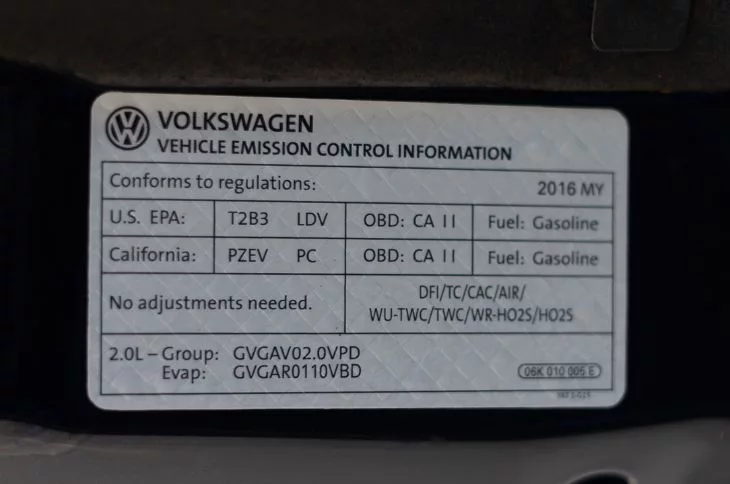 VOLKSWAGEN
VEHICLE EMISSION CONTROL INFORMATION
Conforms to regulations: 2016 MY
U.S. EPA: T2B3 LDV OBD: CA II Fuel: Gasoline
California: PZEV PC OBD: CA II Fuel: Gasoline
No adjustments needed.
DFI/TC/CAC/AIR/
WU-TWC/TWC/WR-HO2S/HO2S
2.0L – Group: GVGAV02.0VPD
Evap: GVGAR0110VBD
06K 010 005 E